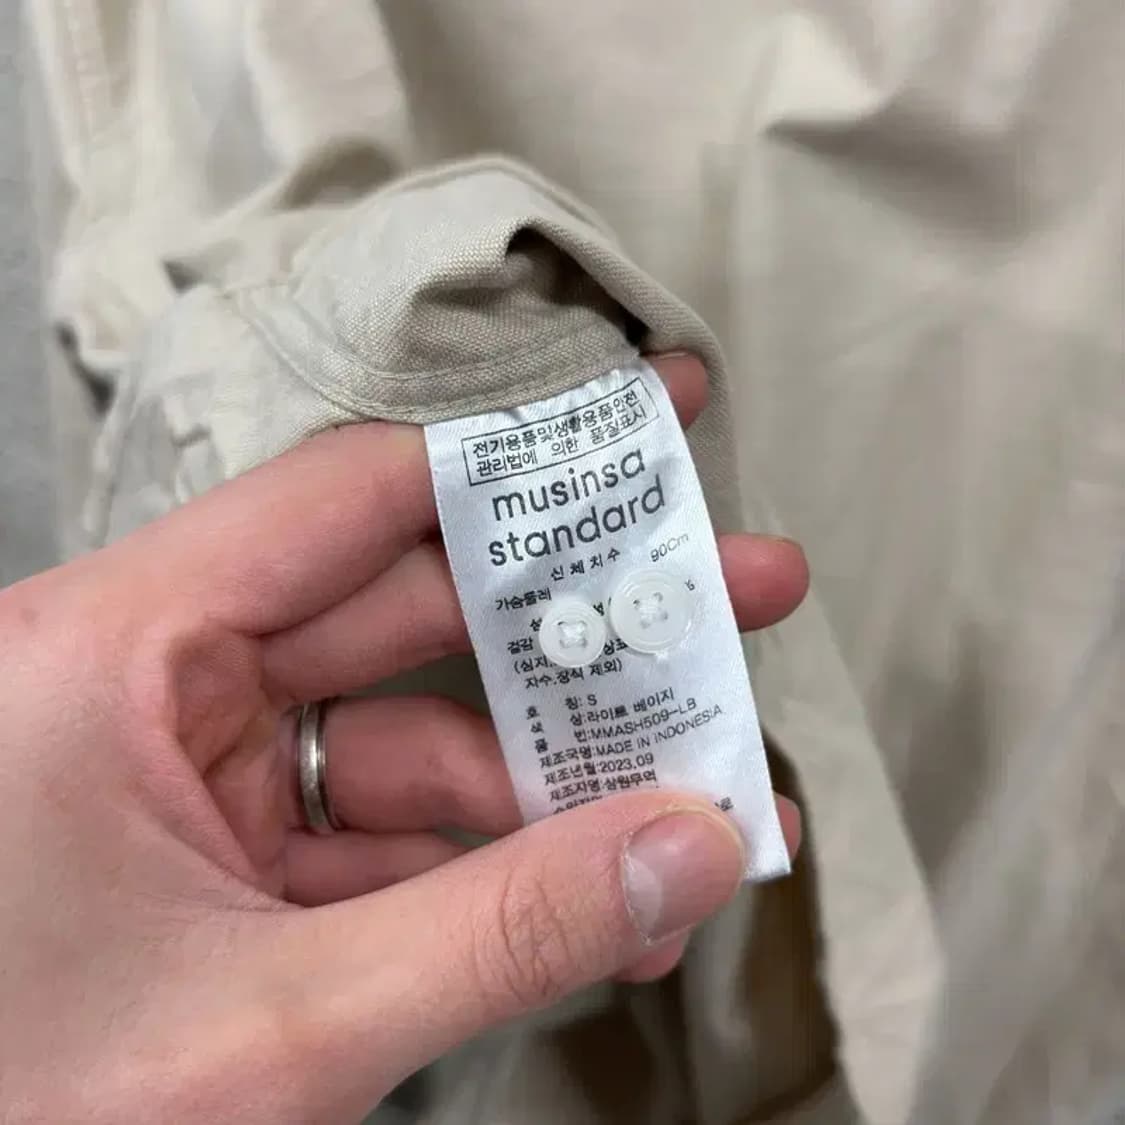 전기용품및생활용품안전
관리법에 의한 품질표시
musinsa
standard
신체치수
가슴둘레 90Cm
겉감
(심지,
자수,장식 제외)
호 칭: S
색 상:라이트 베이지
품 번:MMASH509-LB
제조국명:MADE IN INDONESIA
제조년월:2023.09
제조자명:삼원무역